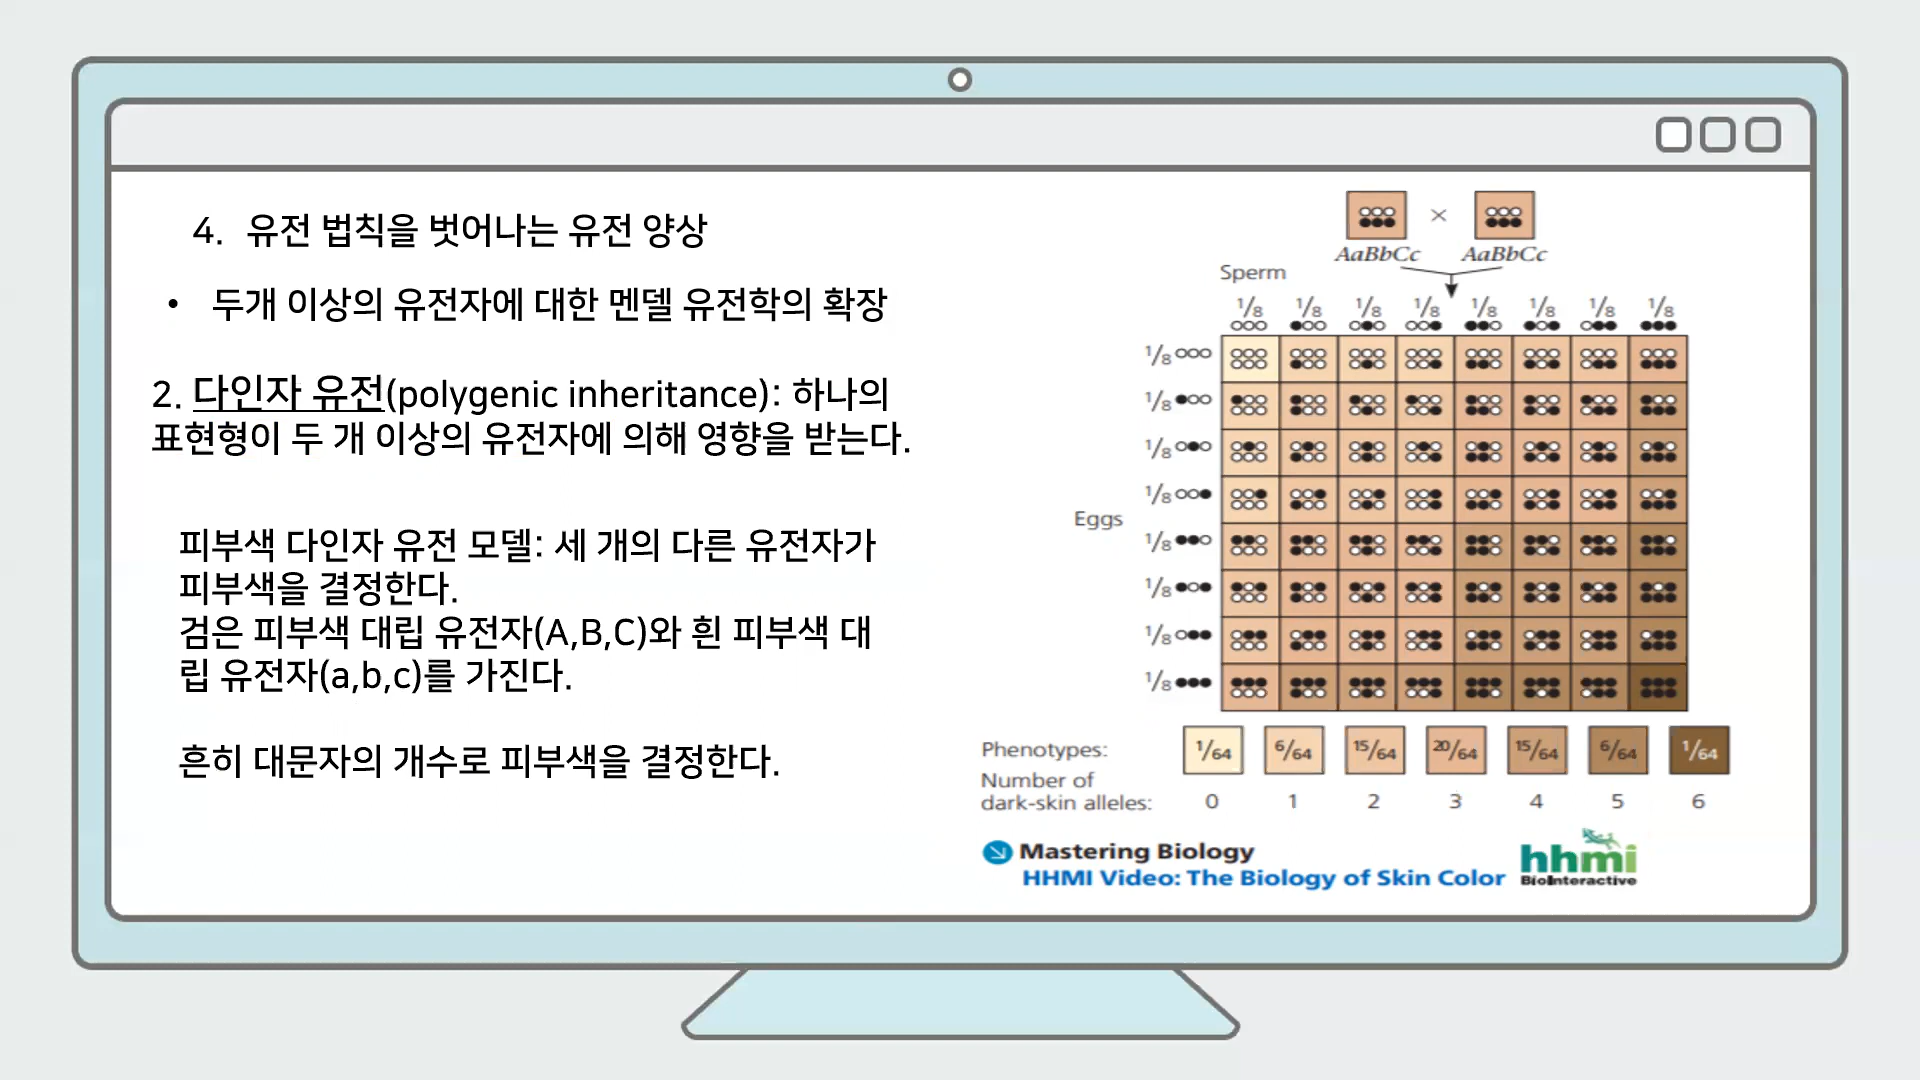 4. 유전 법칙을 벗어나는 유전 양상
• 두개 이상의 유전자에 대한 멘델 유전학의 확장
2. 다인자 유전(polygenic inheritance): 하나의
표현형이 두 개 이상의 유전자에 의해 영향을 받는다.
피부색 다인자 유전 모델: 세 개의 다른 유전자가
피부색을 결정한다.
검은 피부색 대립 유전자(A,B,C)와 흰 피부색 대
립 유전자(a,b,c)를 가진다.
흔히 대문자의 개수로 피부색을 결정한다.
×
AaBbCc AaBbCc
Sperm
1/8 1/8 1/8 1/8 1/8 1/8 1/8 1/8
1/8
1/8
1/8
1/8
Eggs
1/8
1/8
1/8
1/8
Phenotypes: 1/64 6/64 15/64 20/64 15/64 6/64 1/64
Number of
dark-skin alleles: 0 1 2 3 4 5 6
Mastering Biology
HHMI Video: The Biology of Skin Color
hhmi
BioInteractive